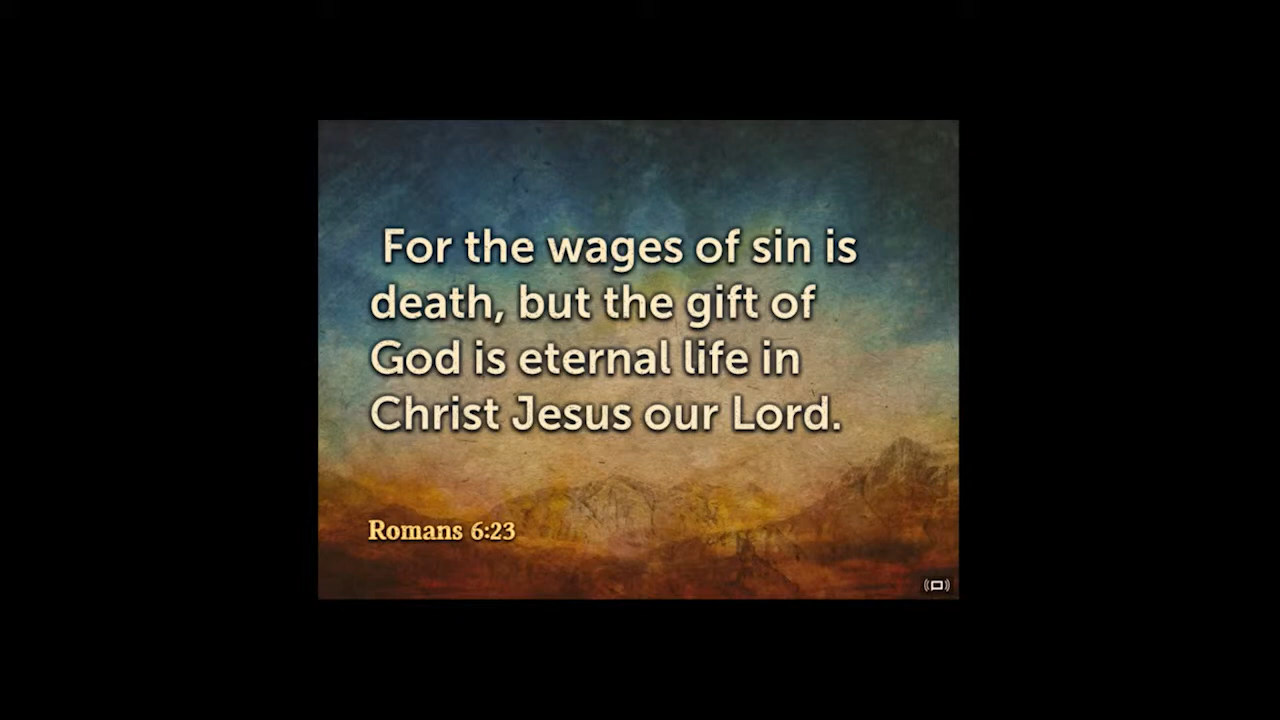 For the wages of sin is
death, but the gift of
God is eternal life in
Christ Jesus our Lord.
Romans 6:23